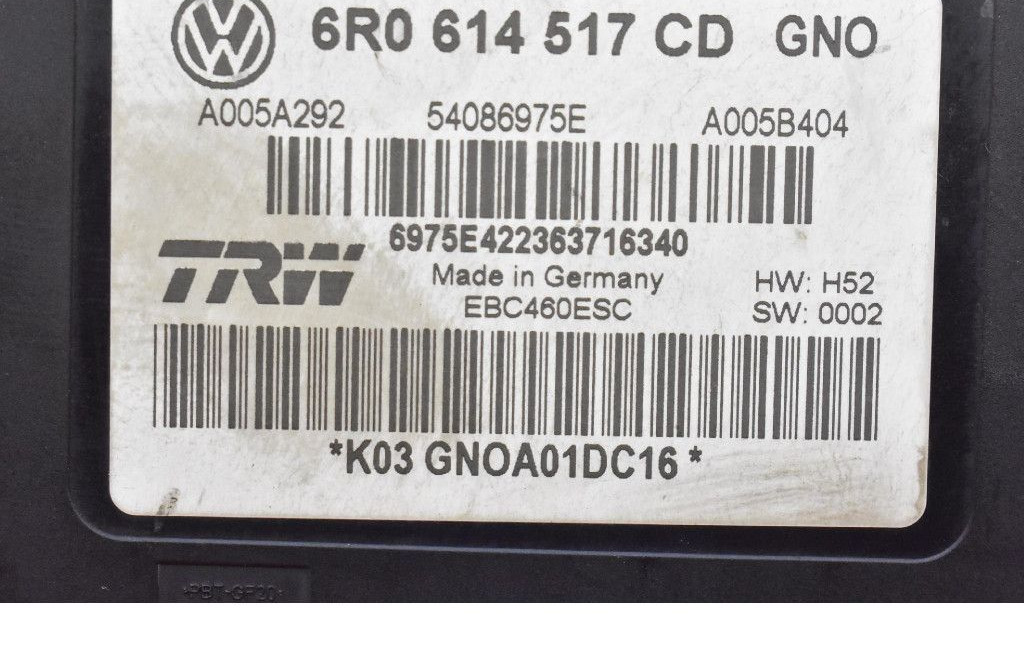 6R0 614 517 CD GNO
A005A292 54086975E A005B404
6975E422363716340
TRW
Made in Germany
EBC460ESC
HW: H52
SW: 0002
*K03 GNOA01DC16 *